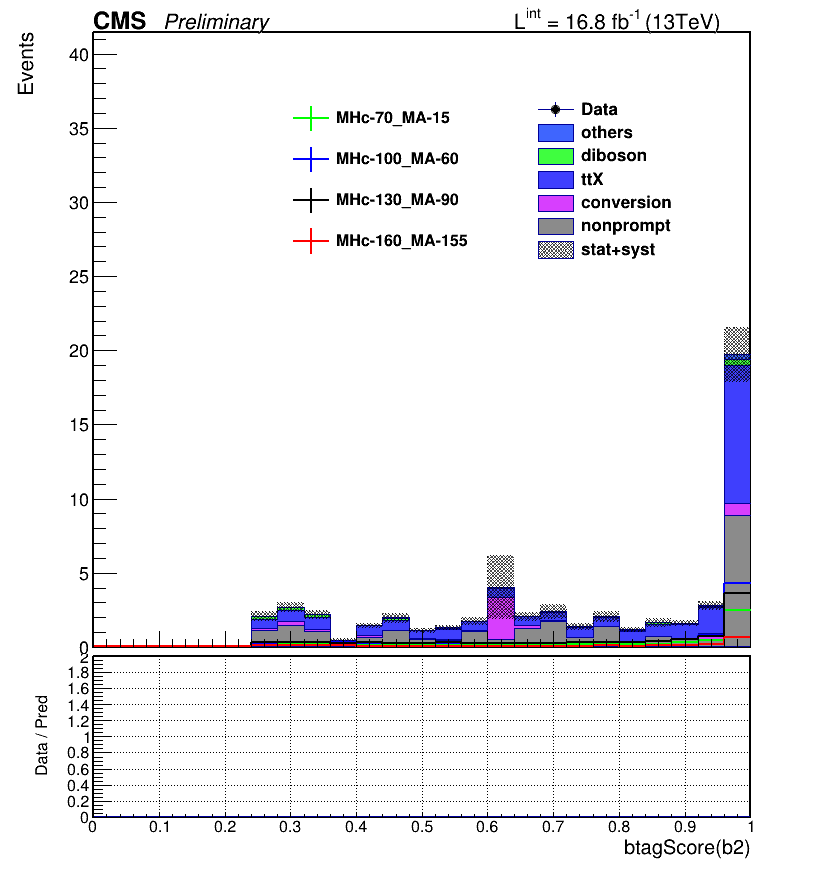 CMS Preliminary L^int = 16.8 fb^-1 (13TeV)
Events
40
35
30
25
20
15
10
5
0
MHc-70_MA-15
MHc-100_MA-60
MHc-130_MA-90
MHc-160_MA-155
Data
others
diboson
ttX
conversion
nonprompt
stat+syst
Data / Pred
2
1.8
1.6
1.4
1.2
1
0.8
0.6
0.4
0.2
0
0 0.1 0.2 0.3 0.4 0.5 0.6 0.7 0.8 0.9 1
btagScore(b2)